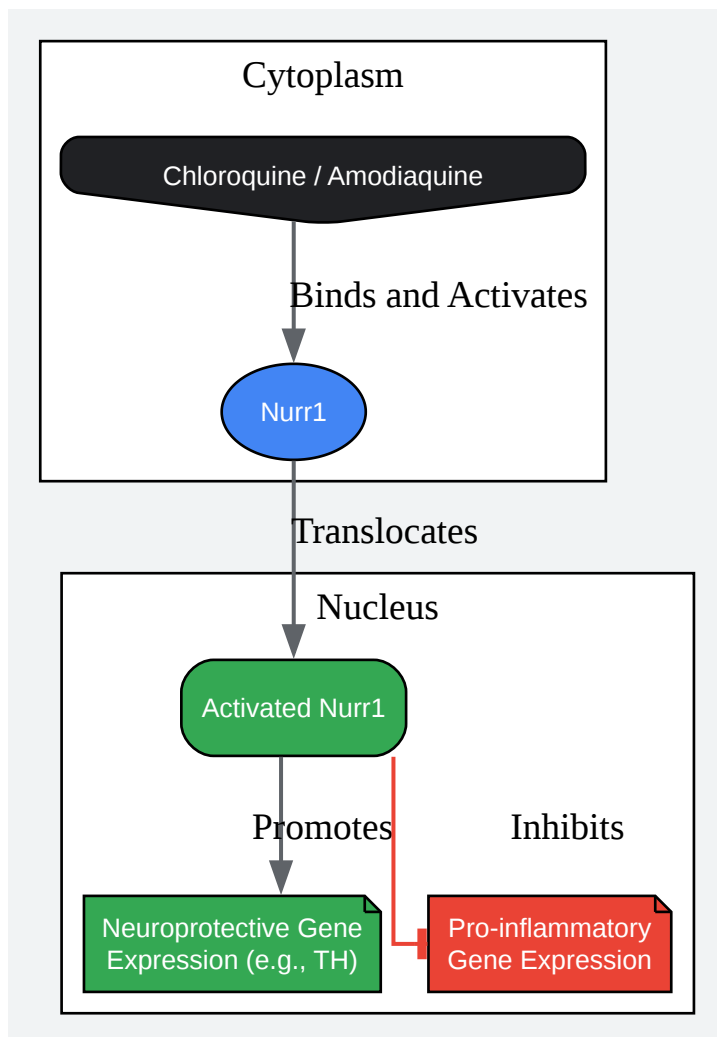 Cytoplasm
Chloroquine / Amodiaquine
Binds and Activates
Nurr1
Translocates
Nucleus
Activated Nurr1
Promotes
Inhibits
Neuroprotective Gene
Expression (e.g., TH)
Pro-inflammatory
Gene Expression